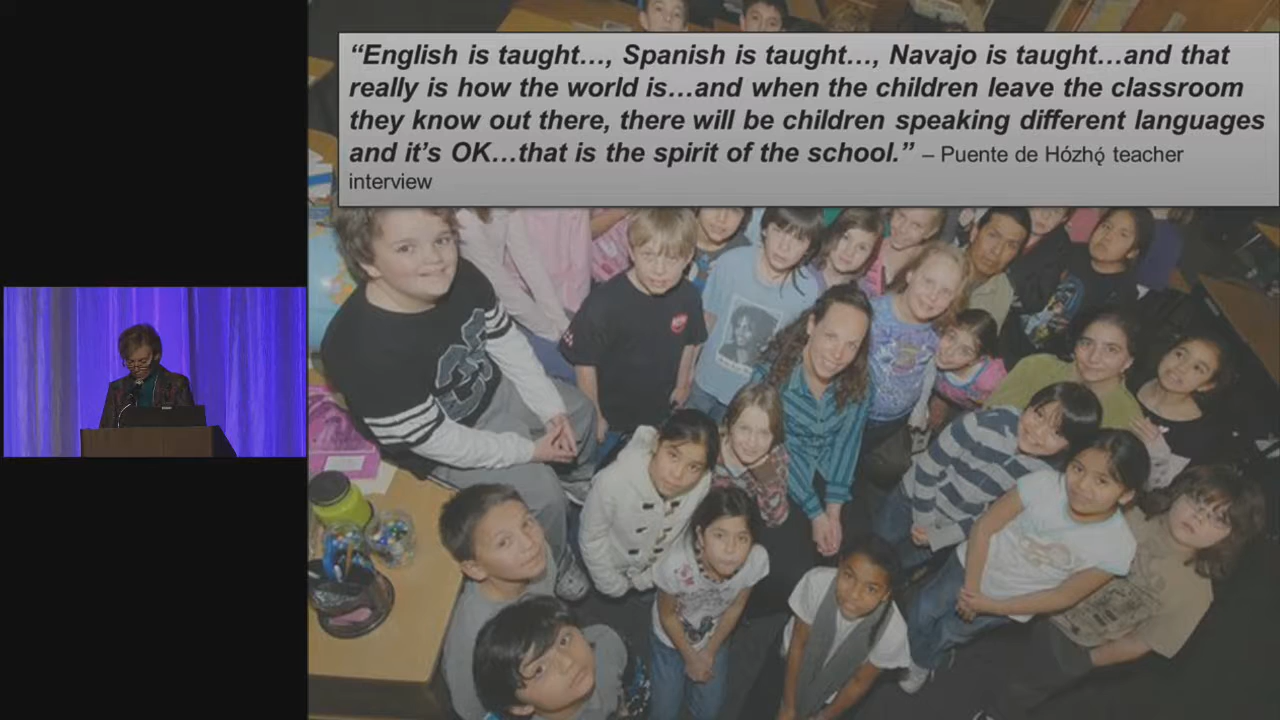 “English is taught…, Spanish is taught…, Navajo is taught…and that
really is how the world is…and when the children leave the classroom
they know out there, there will be children speaking different languages
and it’s OK…that is the spirit of the school.” – Puente de Hózhǫ́ teacher
interview